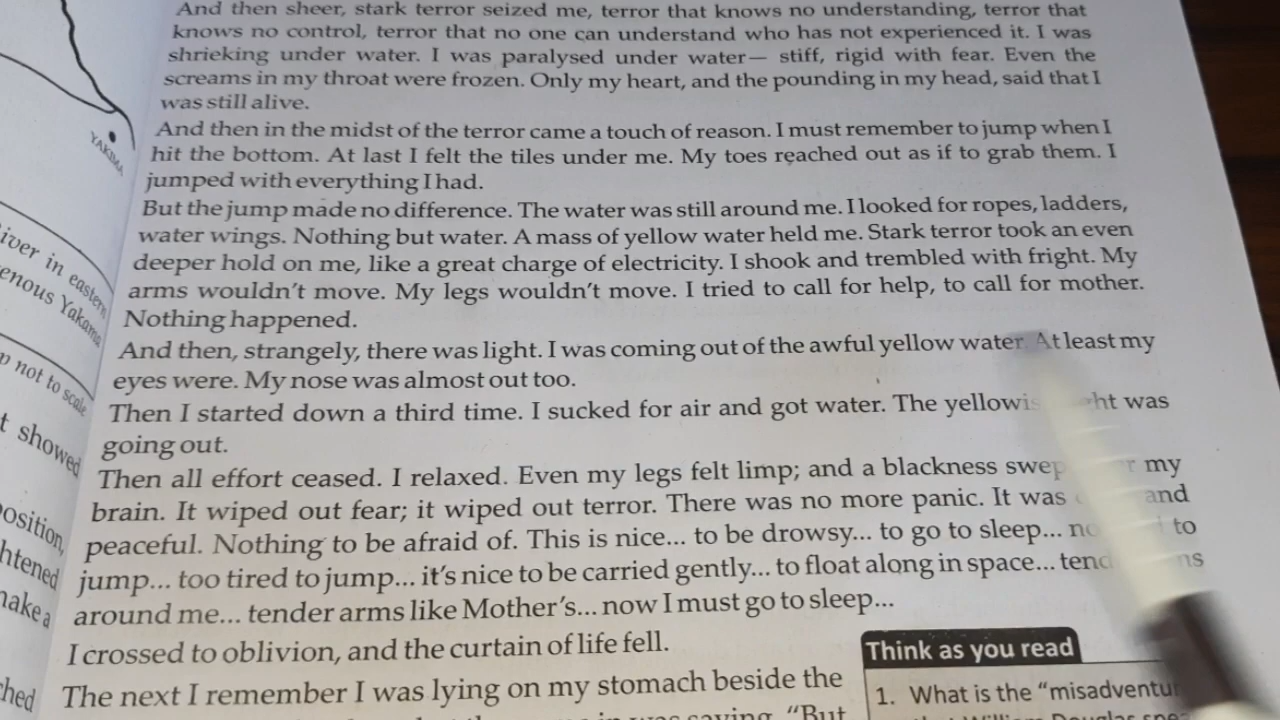 And then sheer, stark terror seized me, terror that knows no understanding, terror that
knows no control, terror that no one can understand who has not experienced it. I was
shrieking under water. I was paralysed under water— stiff, rigid with fear. Even the
screams in my throat were frozen. Only my heart, and the pounding in my head, said that I
was still alive.
And then in the midst of the terror came a touch of reason. I must remember to jump when I
hit the bottom. At last I felt the tiles under me. My toes reached out as if to grab them. I
jumped with everything I had.
But the jump made no difference. The water was still around me. I looked for ropes, ladders,
water wings. Nothing but water. A mass of yellow water held me. Stark terror took an even
deeper hold on me, like a great charge of electricity. I shook and trembled with fright. My
arms wouldn't move. My legs wouldn't move. I tried to call for help, to call for mother.
Nothing happened.
And then, strangely, there was light. I was coming out of the awful yellow water. At least my
eyes were. My nose was almost out too.
Then I started down a third time. I sucked for air and got water. The was
going out.
Then all effort ceased. I relaxed. Even my legs felt limp; and a blackness my
brain. It wiped out fear; it wiped out terror. There was no more panic. It was and
peaceful. Nothing to be afraid of. This is nice... to be drowsy... to go to sleep... to
jump... too tired to jump... it's nice to be carried gently... to float along in space...
around me... tender arms like Mother's... now I must go to sleep...
I crossed to oblivion, and the curtain of life fell.
The next I remember I was lying on my stomach beside the
saying, "But
YAKIMA
in eastern
Yakama
not to scale
showed
Think as you read
1. What is the